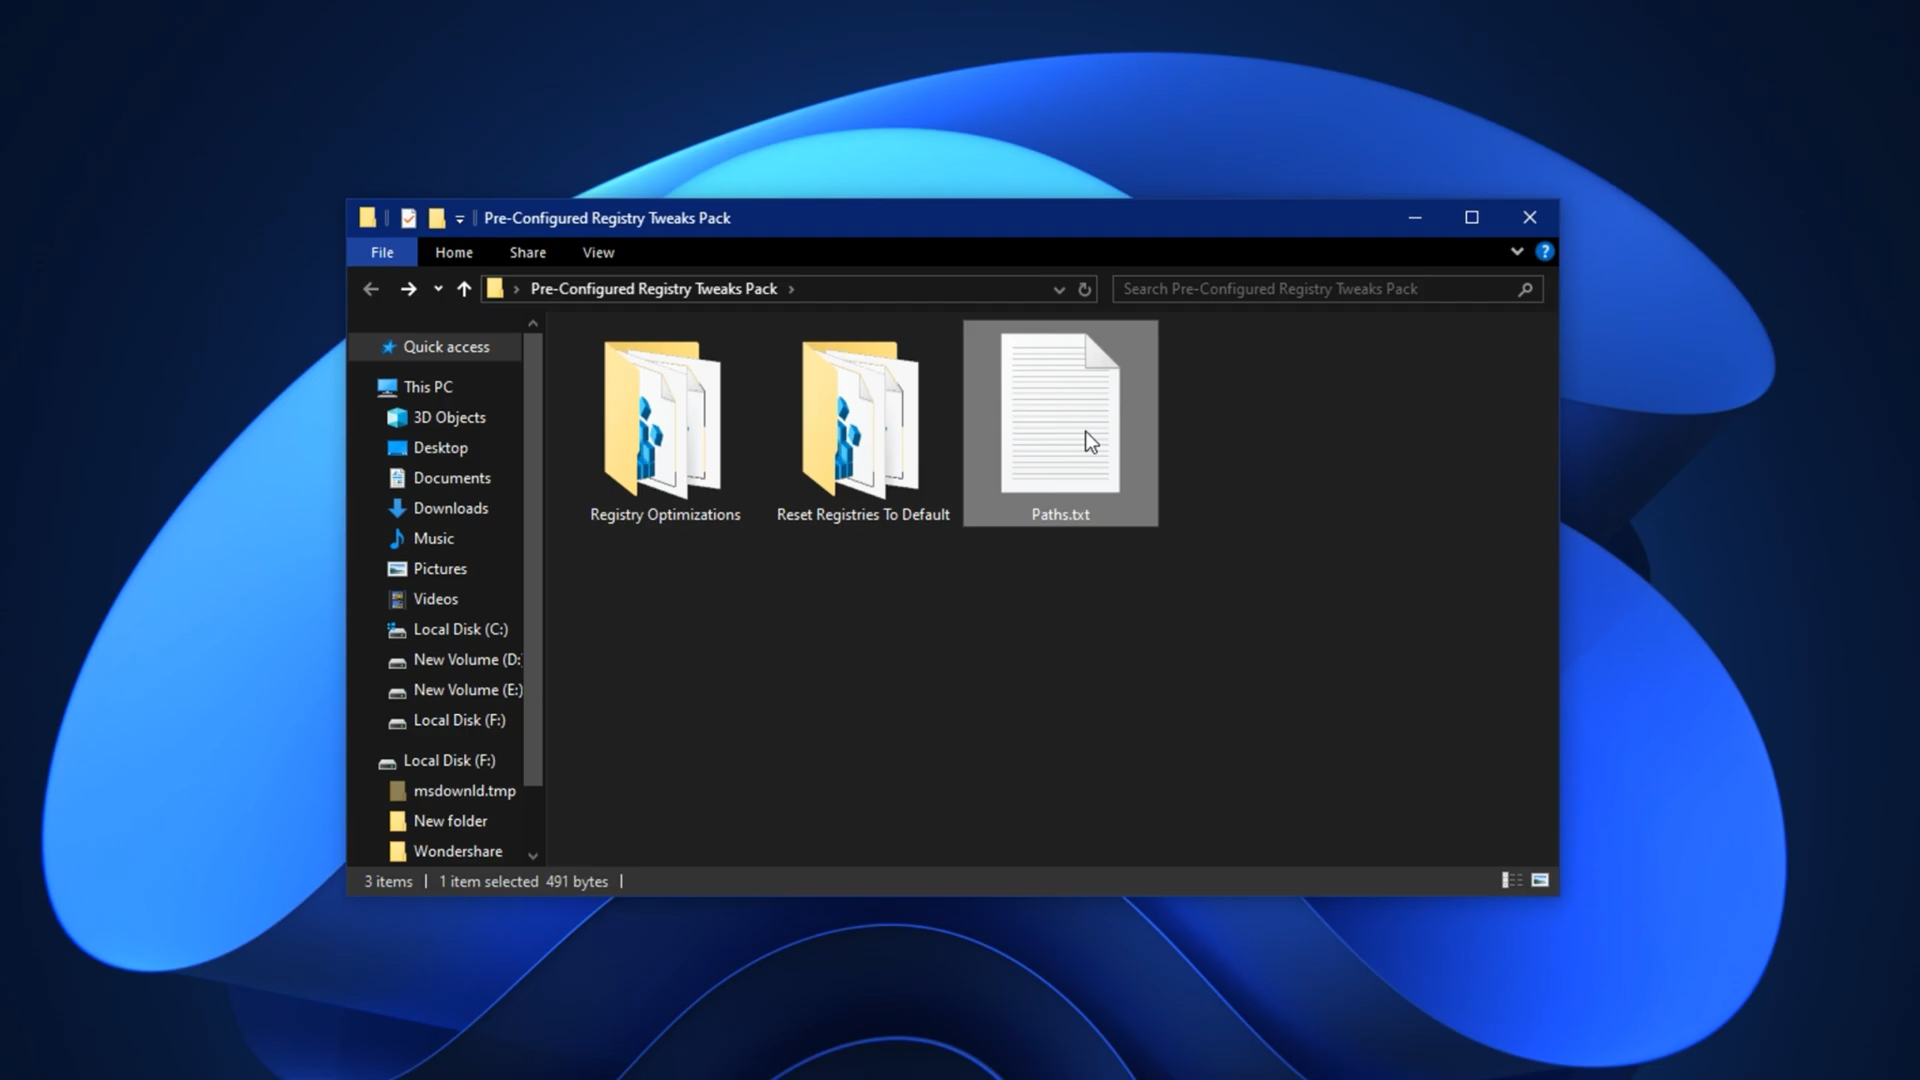 Pre-Configured Registry Tweaks Pack
File Home Share View
?
Pre-Configured Registry Tweaks Pack
Search Pre-Configured Registry Tweaks Pack
Quick access
This PC
3D Objects
Desktop
Documents
Downloads
Music
Pictures
Videos
Local Disk (C:)
New Volume (D:)
New Volume (E:)
Local Disk (F:)
Local Disk (F:)
msdownld.tmp
New folder
Wondershare
Registry Optimizations
Reset Registries To Default
Paths.txt
3 items 1 item selected 491 bytes